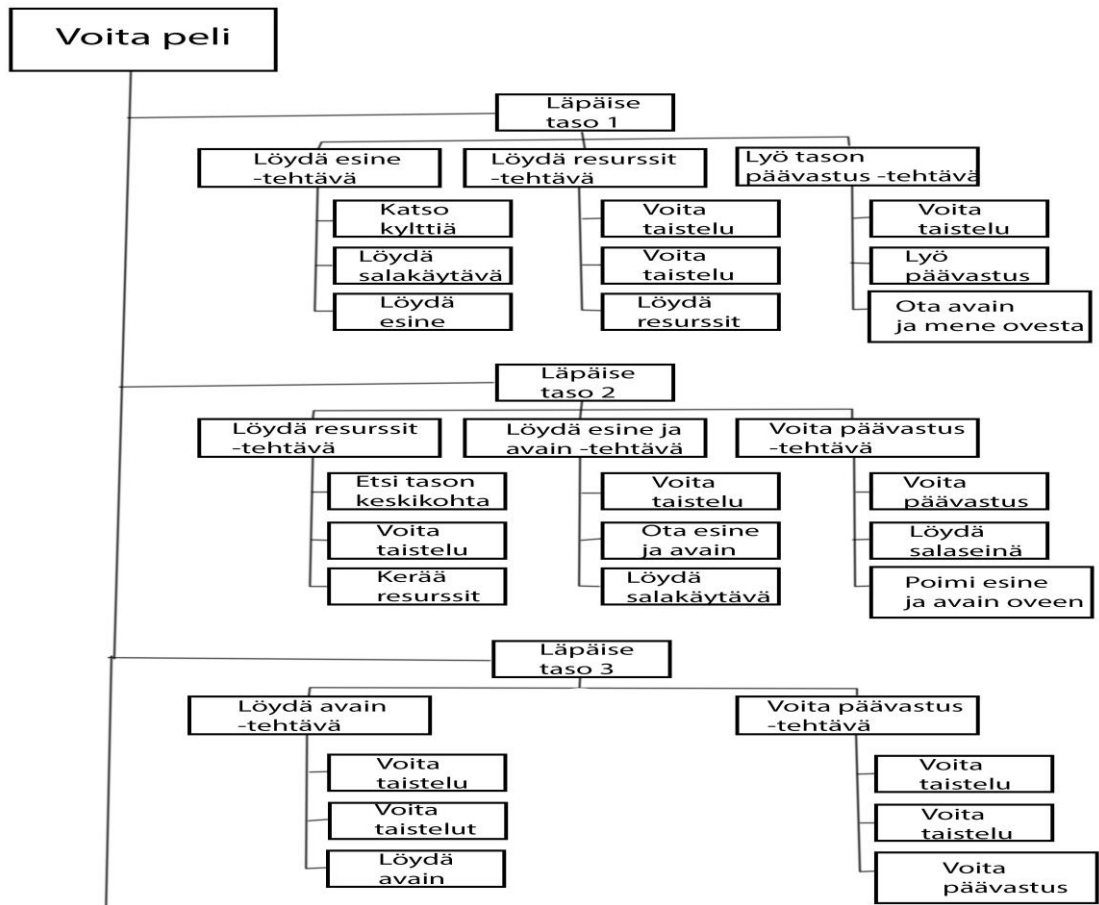 Voita peli
Läpäise
taso 1
Löydä esine
-tehtävä
Katso
kylttiä
Löydä
salakäytävä
Löydä
esine
Löydä resurssit
-tehtävä
Voita
taistelu
Voita
taistelu
Löydä
resurssit
Lyö tason
päävastus -tehtävä
Voita
taistelu
Lyö
päävastus
Ota avain
ja mene ovesta
Läpäise
taso 2
Löydä resurssit
-tehtävä
Etsi tason
keskikohta
Voita
taistelu
Kerää
resurssit
Löydä esine ja
avain -tehtävä
Voita
taistelu
Ota esine
ja avain
Löydä
salakäytävä
Voita päävastus
-tehtävä
Voita
päävastus
Löydä
salaseinä
Poimi esine
ja avain oveen
Läpäise
taso 3
Löydä avain
-tehtävä
Voita
taistelu
Voita
taistelut
Löydä
avain
Voita päävastus
-tehtävä
Voita
taistelu
Voita
taistelu
Voita
päävastus